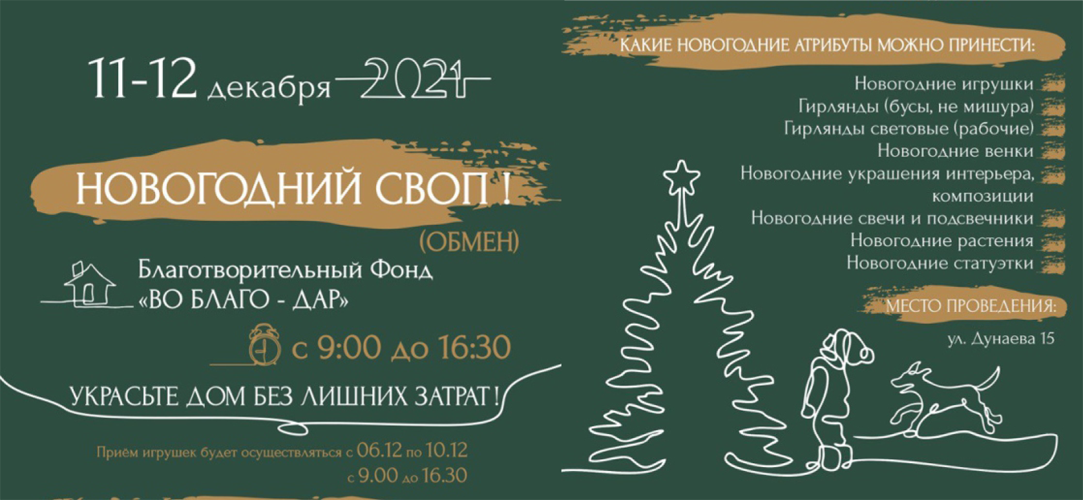 11-12 декабря 2021
НОВОГОДНИЙ СВОП !
(ОБМЕН)
Благотворительный Фонд
«ВО БЛАГО - ДАР»
с 9:00 до 16:30
УКРАСЬТЕ ДОМ БЕЗ ЛИШНИХ ЗАТРАТ!
Приём игрушек будет осуществляться с 06.12 по 10.12
с 9.00 до 16.30
КАКИЕ НОВОГОДНИЕ АТРИБУТЫ МОЖНО ПРИНЕСТИ:
Новогодние игрушки
Гирлянды (бусы, не мишура)
Гирлянды световые (рабочие)
Новогодние венки
Новогодние украшения интерьера,
композиции
Новогодние свечи и подсвечники
Новогодние растения
Новогодние статуэтки
МЕСТО ПРОВЕДЕНИЯ:
ул. Дунаева 15